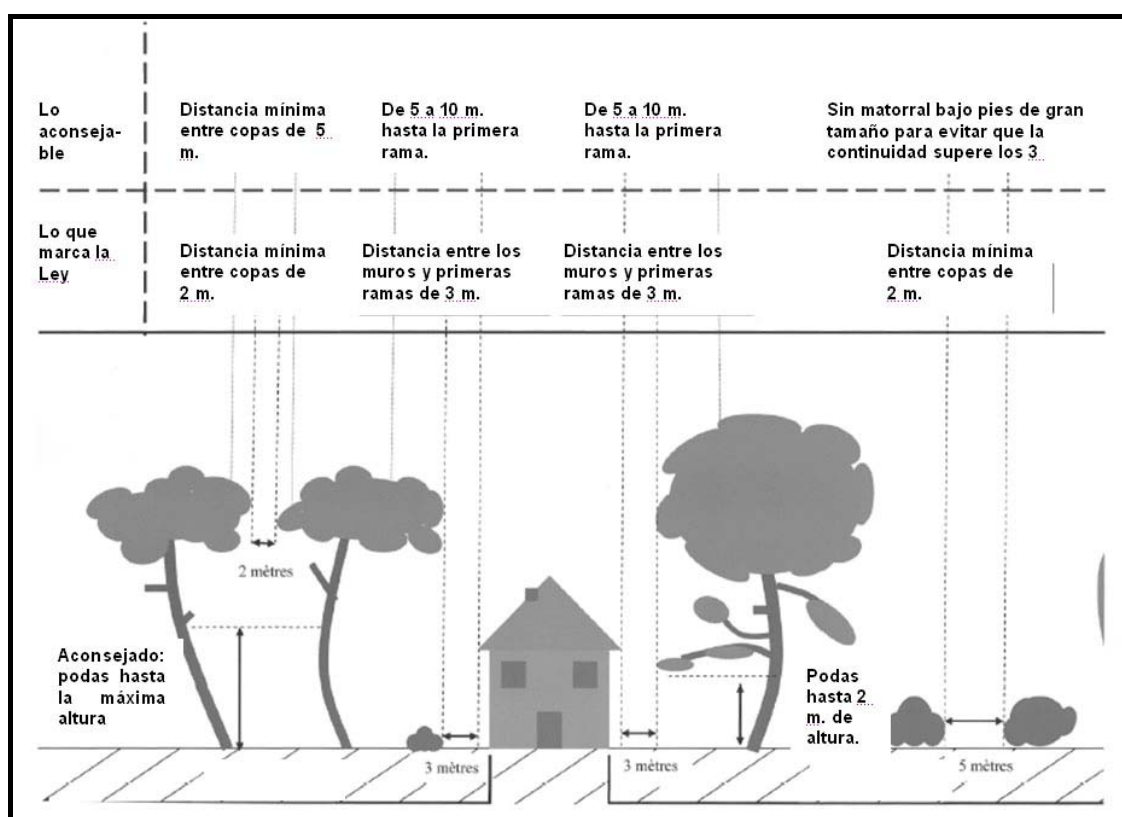 Lo
aconseja-
ble
Distancia mínima
entre copas de 5
m.
De 5 a 10 m.
hasta la primera
rama.
De 5 a 10 m.
hasta la primera
rama.
Sin matorral bajo pies de gran
tamaño para evitar que la
continuidad supere los 3
Lo que
marca la
Ley
Distancia mínima
entre copas de
2 m.
Distancia entre los
muros y primeras
ramas de 3 m.
Distancia entre los
muros y primeras
ramas de 3 m.
Distancia mínima
entre copas de
2 m.
2 mètres
Aconsejado:
podas hasta
la máxima
altura
Podas
hasta 2
m. de
altura.
3 mètres
3 mètres
5 mètres